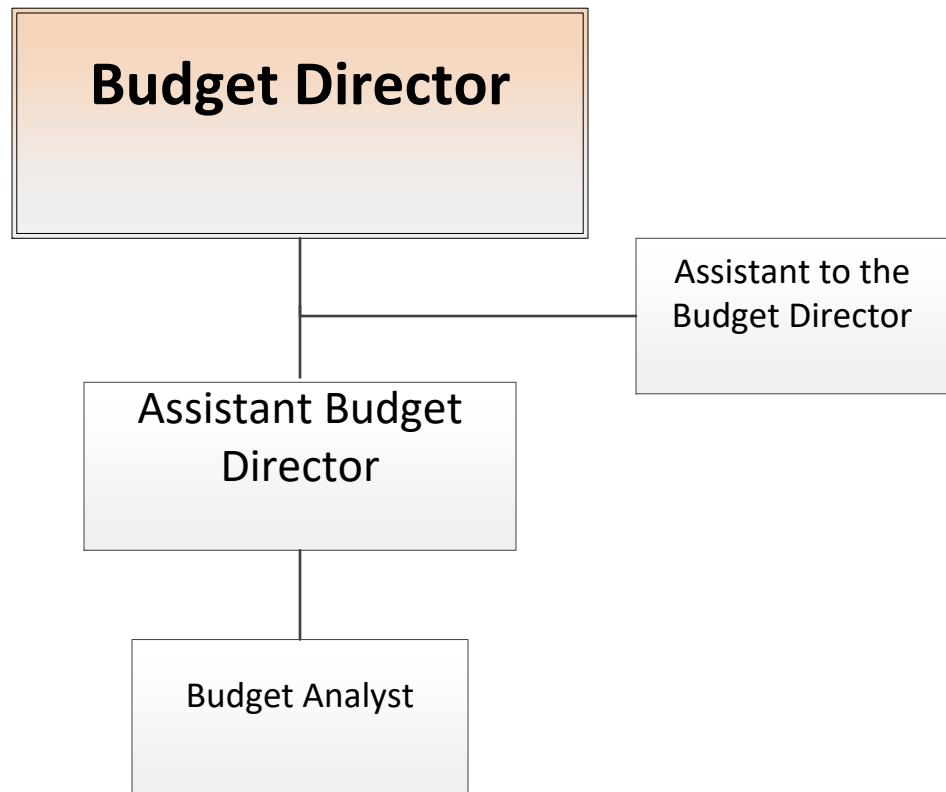 Budget Director
Assistant to the
Budget Director
Assistant Budget
Director
Budget Analyst